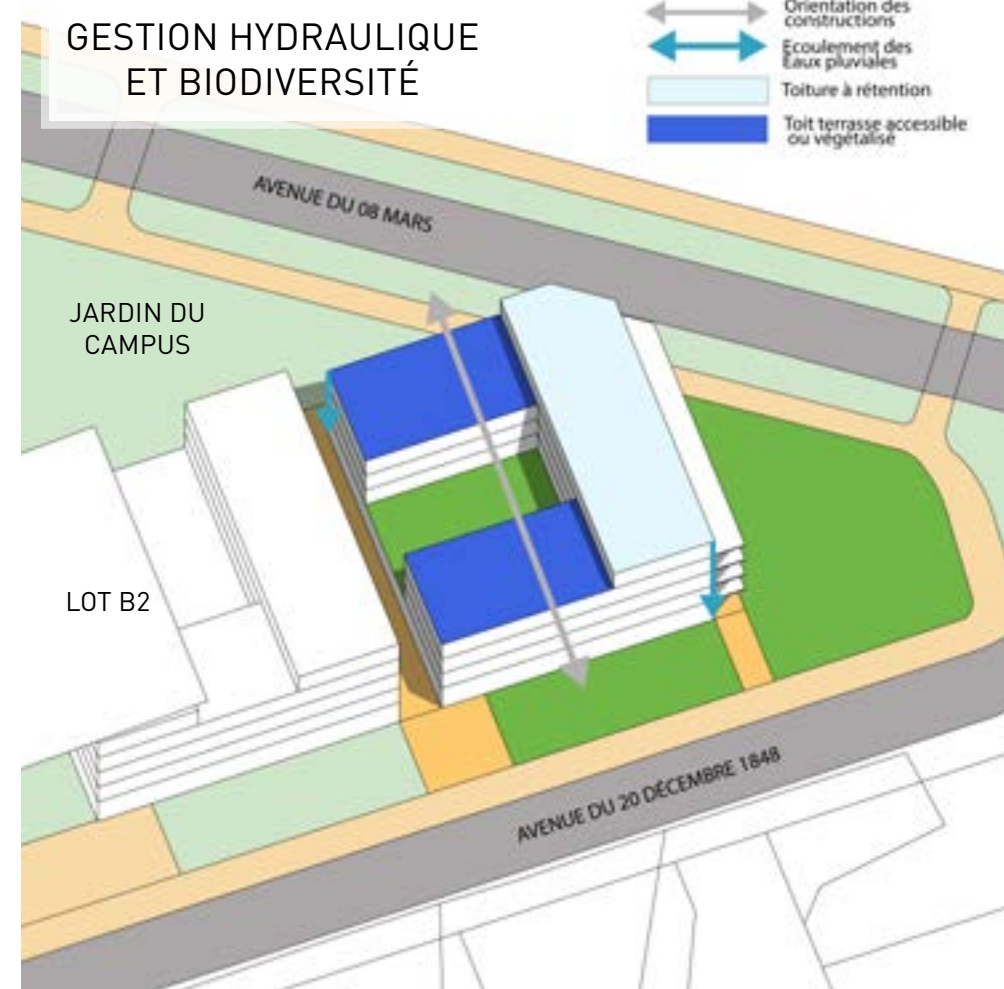 GESTION HYDRAULIQUE
ET BIODIVERSITÉ
Orientation des
constructions
Ecoulement des
Eaux pluviales
Toiture à rétention
Toit terrasse accessible
ou végétalisé
AVENUE DU 08 MARS
JARDIN DU
CAMPUS
LOT B2
AVENUE DU 20 DÉCEMBRE 1848